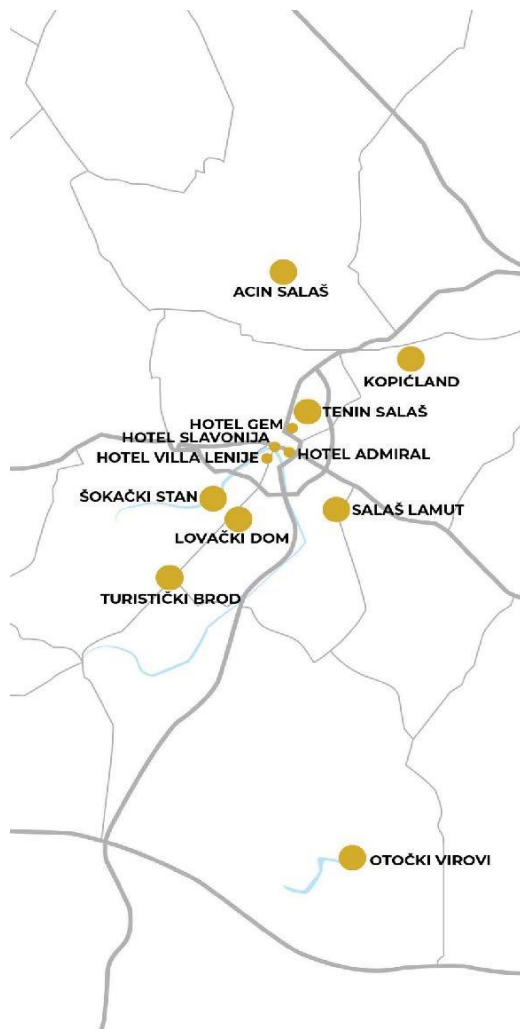 ACIN SALAŠ
KOPIĆLAND
TENIN SALAŠ
HOTEL GEM
HOTEL SLAVONIJA
HOTEL ADMIRAL
HOTEL VILLA LENIJE
ŠOKAČKI STAN
SALAŠ LAMUT
LOVAČKI DOM
TURISTIČKI BROD
OTOČKI VIROVI